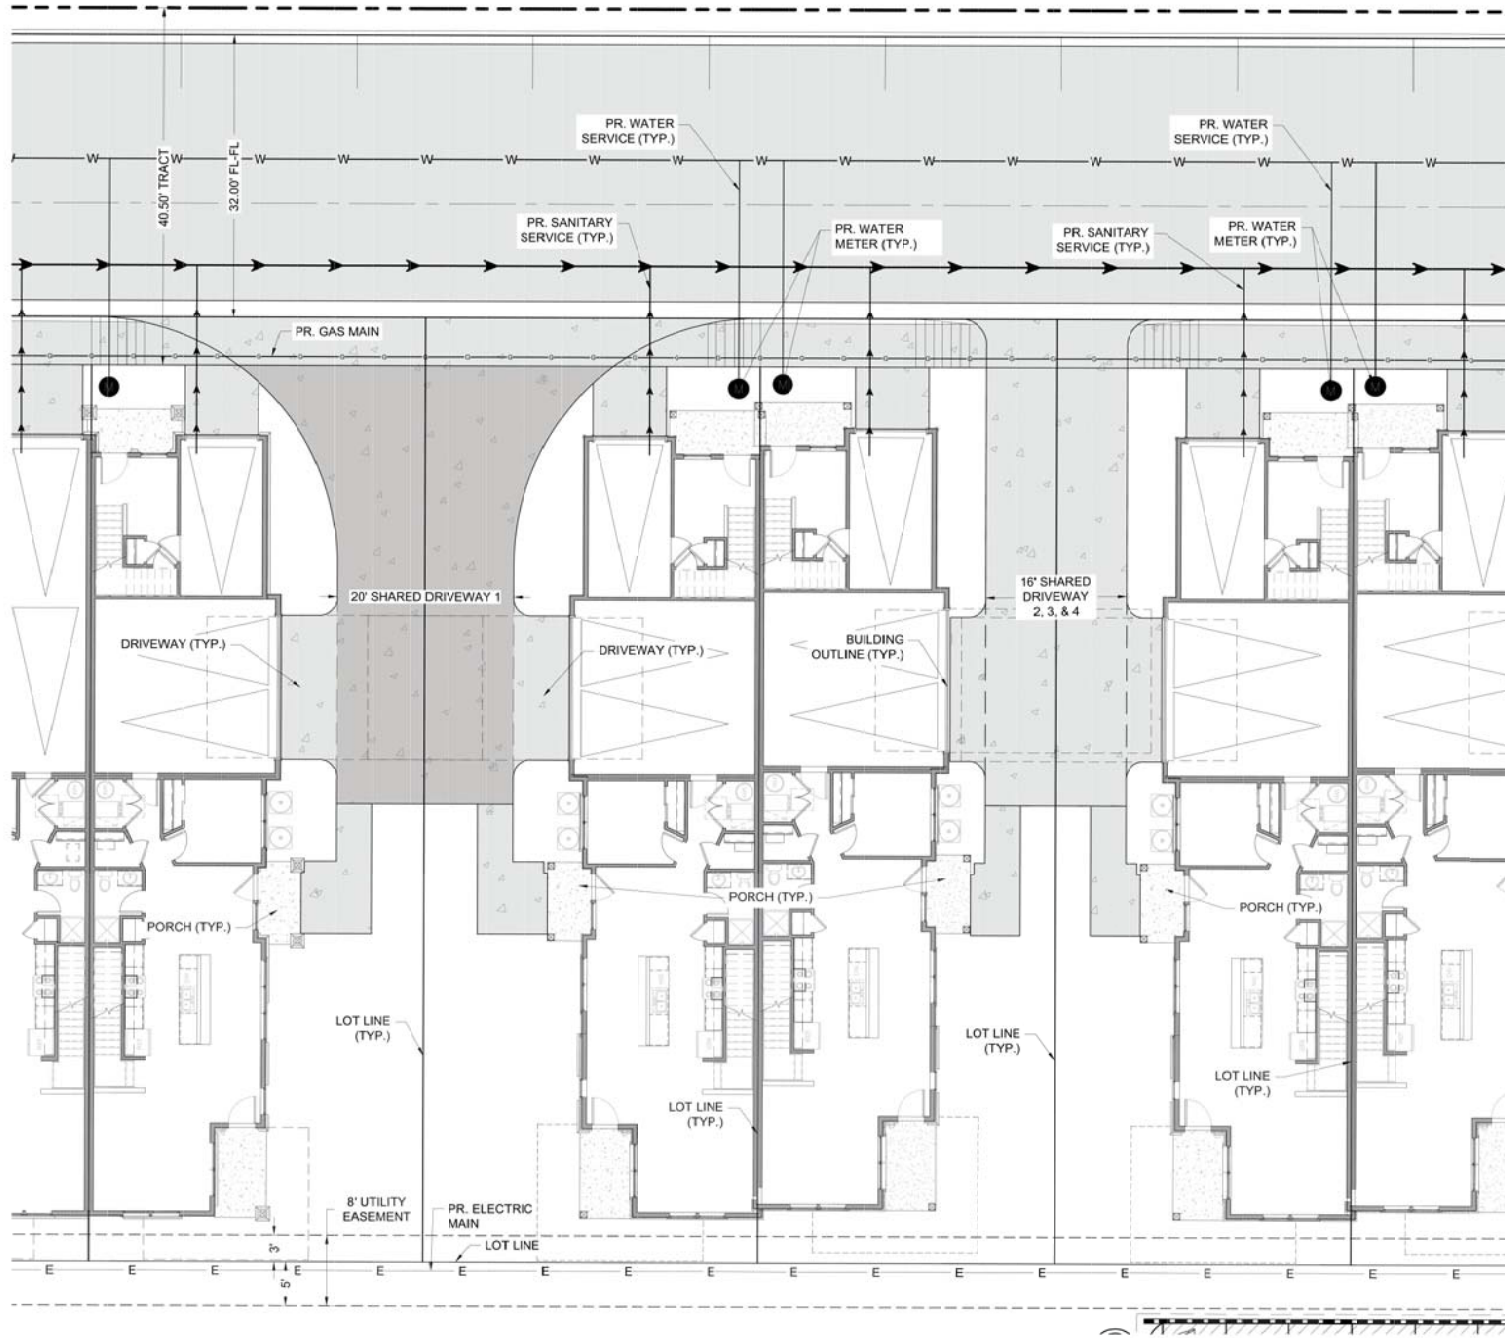 PR. WATER
SERVICE (TYP.)
PR. WATER
SERVICE (TYP.)
W W W W W W W W W W W W W W W W W
40.50' TRACT
32.00' FL-FL
PR. SANITARY
SERVICE (TYP.)
PR. WATER
METER (TYP.)
PR. SANITARY
SERVICE (TYP.)
PR. WATER
METER (TYP.)
PR. GAS MAIN
M M M M M
20' SHARED DRIVEWAY 1
16' SHARED
DRIVEWAY
2, 3, & 4
DRIVEWAY (TYP.)
DRIVEWAY (TYP.)
BUILDING
OUTLINE (TYP.)
PORCH (TYP.)
PORCH (TYP.)
PORCH (TYP.)
LOT LINE
(TYP.)
LOT LINE
(TYP.)
LOT LINE
(TYP.)
LOT LINE
(TYP.)
8' UTILITY
EASEMENT
PR. ELECTRIC
MAIN
LOT LINE
3'
5'
E E E E E E E E E E E E E E E E E E